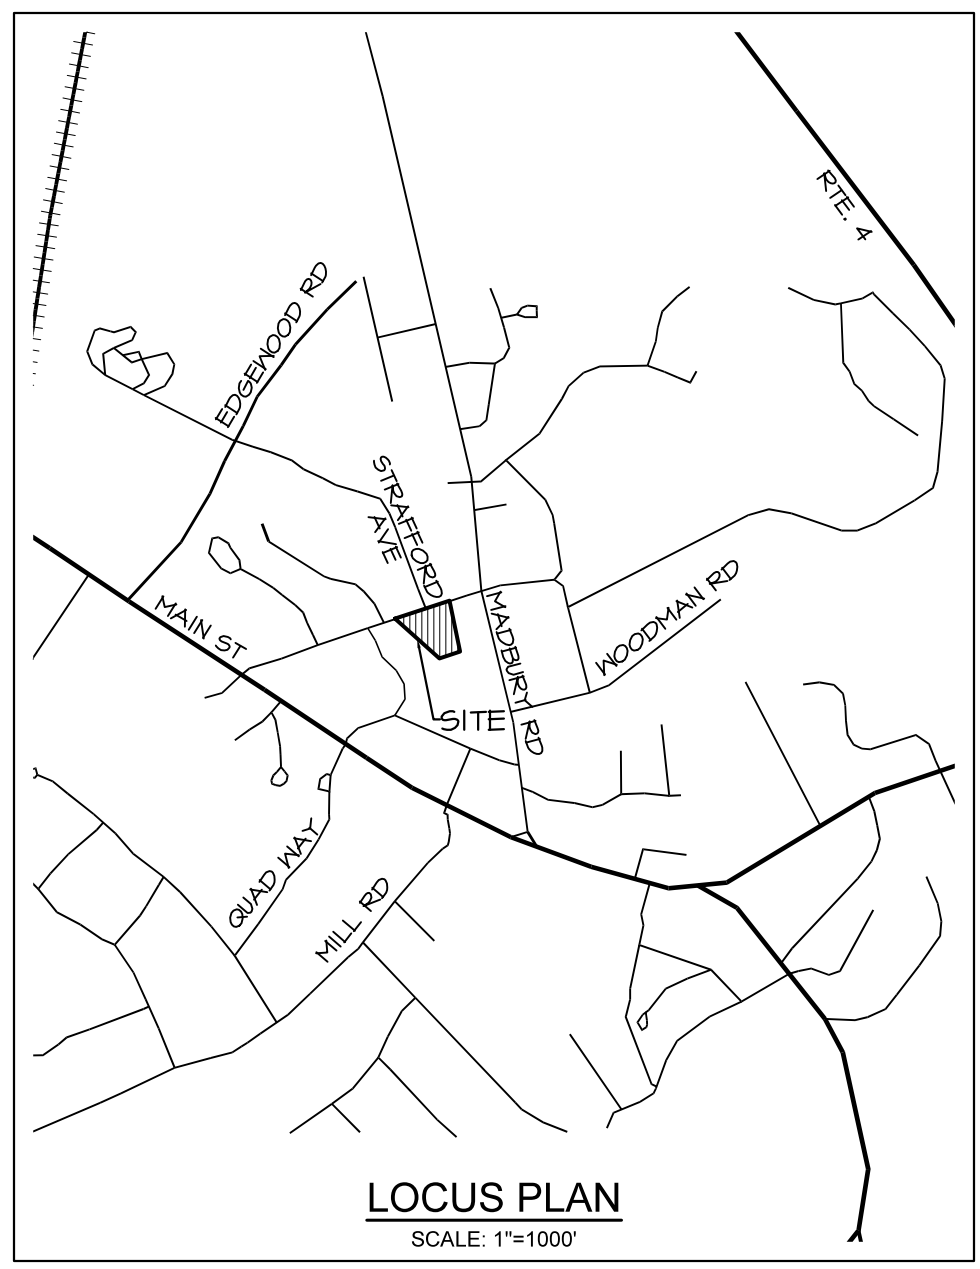 RTE. 4
EDGEWOOD RD
STRAFFORD
AVE
WOODMAN RD
MAIN ST
MADBURY RD
SITE
QUAD WAY
MILL RD
LOCUS PLAN
SCALE: 1"=1000'